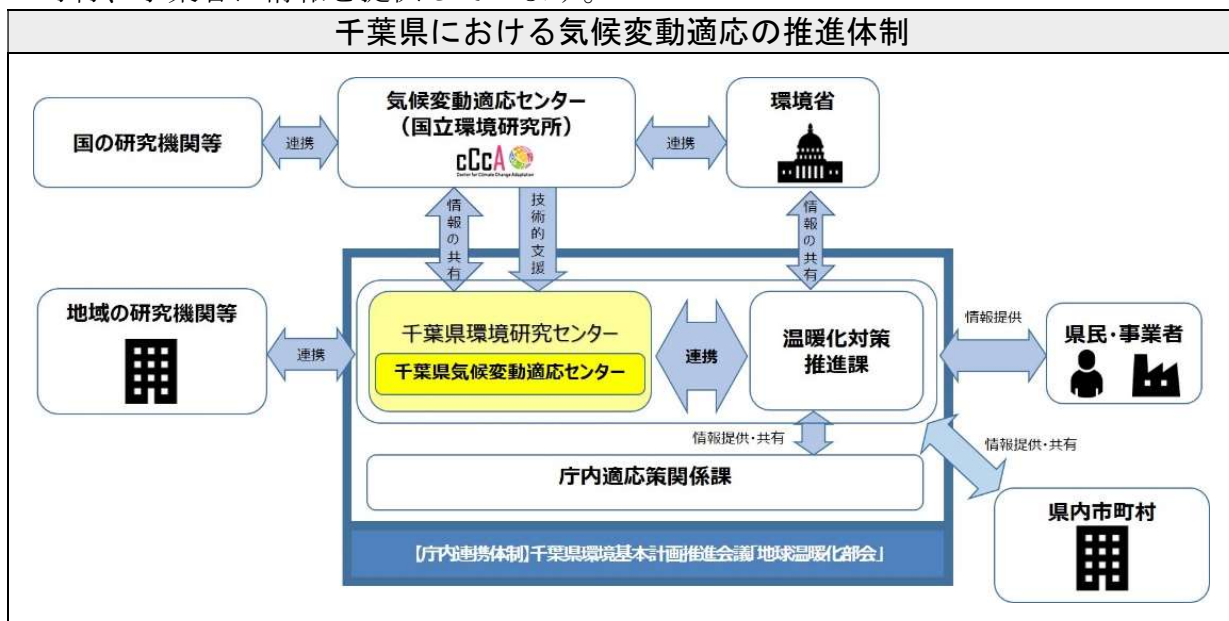 千葉県における気候変動適応の推進体制
国の研究機関等
連携
気候変動適応センター
（国立環境研究所）
CCCA
Center for Climate Change Adaptation
連携
環境省
情報の共有
技術的支援
情報の共有
地域の研究機関等
連携
千葉県環境研究センター
千葉県気候変動適応センター
連携
温暖化対策
推進課
情報提供
県民・事業者
情報提供・共有
情報提供・共有
庁内適応策関係課
県内市町村
【庁内連携体制】千葉県環境基本計画推進会議「地球温暖化部会」